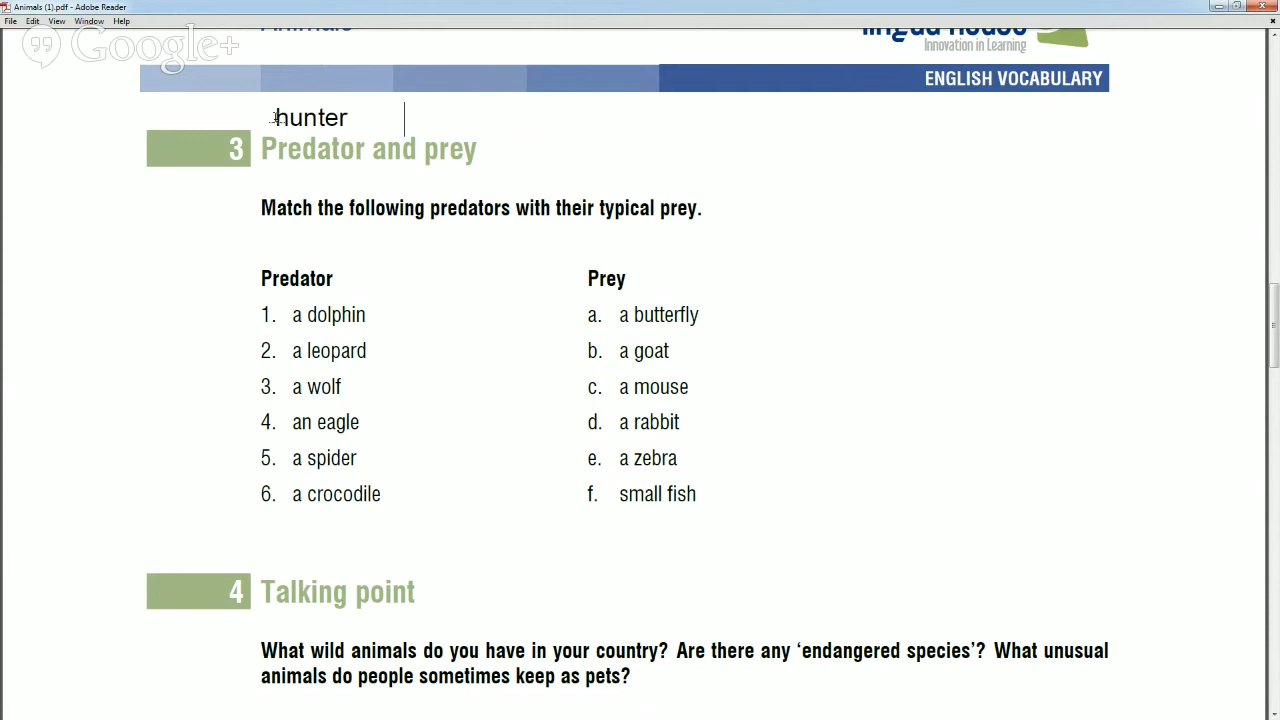 Animals (1).pdf - Adobe Reader
File Edit View Window Help
Google+
Animals
lingua house
Innovation in Learning
ENGLISH VOCABULARY
hunter
3 Predator and prey
Match the following predators with their typical prey.
Predator Prey
1. a dolphin a. a butterfly
2. a leopard b. a goat
3. a wolf c. a mouse
4. an eagle d. a rabbit
5. a spider e. a zebra
6. a crocodile f. small fish
4 Talking point
What wild animals do you have in your country? Are there any ‘endangered species’? What unusual
animals do people sometimes keep as pets?